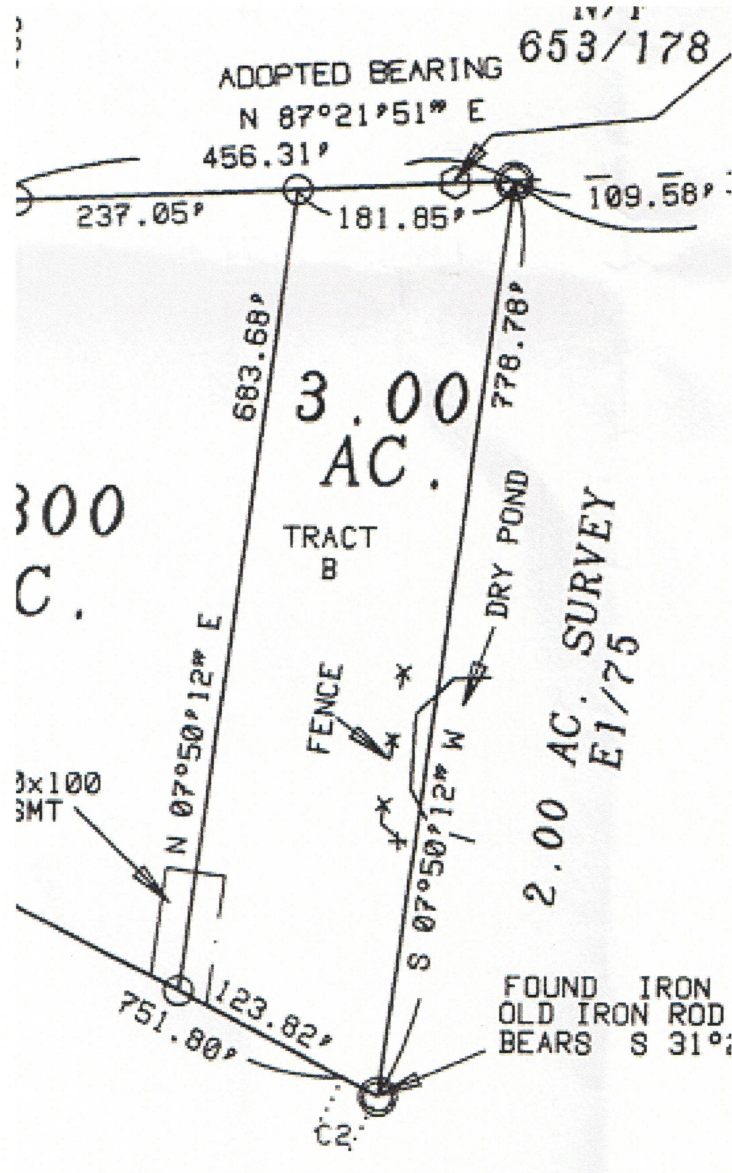 653/178
ADOPTED BEARING
N 87°21'51" E
456.31'
237.05'
181.85'
109.58'
683.68'
778.78'
3.00
AC.
TRACT
B
300
C.
DRY POND
FENCE
2.00 AC. SURVEY
E1/75
N 07°50'12" E
S 07°50'12" W
0x100
SMT
751.80'
123.82'
FOUND IRON
OLD IRON ROD
BEARS S 31°2
C2